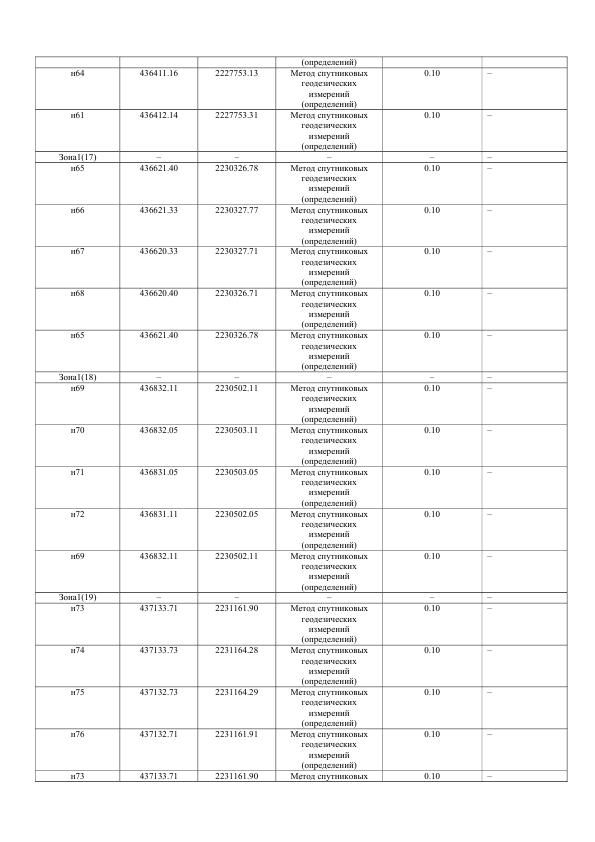 (определений)
н64 436411.16 2227753.13 Метод спутниковых 0.10 –
геодезических
измерений
(определений)
н61 436412.14 2227753.31 Метод спутниковых 0.10 –
геодезических
измерений
(определений)
Зона1(17) – – – – –
н65 436621.40 2230326.78 Метод спутниковых 0.10 –
геодезических
измерений
(определений)
н66 436621.33 2230327.77 Метод спутниковых 0.10 –
геодезических
измерений
(определений)
н67 436620.33 2230327.71 Метод спутниковых 0.10 –
геодезических
измерений
(определений)
н68 436620.40 2230326.71 Метод спутниковых 0.10 –
геодезических
измерений
(определений)
н65 436621.40 2230326.78 Метод спутниковых 0.10 –
геодезических
измерений
(определений)
Зона1(18) – – – – –
н69 436832.11 2230502.11 Метод спутниковых 0.10 –
геодезических
измерений
(определений)
н70 436832.05 2230503.11 Метод спутниковых 0.10 –
геодезических
измерений
(определений)
н71 436831.05 2230503.05 Метод спутниковых 0.10 –
геодезических
измерений
(определений)
н72 436831.11 2230502.05 Метод спутниковых 0.10 –
геодезических
измерений
(определений)
н69 436832.11 2230502.11 Метод спутниковых 0.10 –
геодезических
измерений
(определений)
Зона1(19) – – – – –
н73 437133.71 2231161.90 Метод спутниковых 0.10 –
геодезических
измерений
(определений)
н74 437133.73 2231164.28 Метод спутниковых 0.10 –
геодезических
измерений
(определений)
н75 437132.73 2231164.29 Метод спутниковых 0.10 –
геодезических
измерений
(определений)
н76 437132.71 2231161.91 Метод спутниковых 0.10 –
геодезических
измерений
(определений)
н73 437133.71 2231161.90 Метод спутниковых 0.10 –